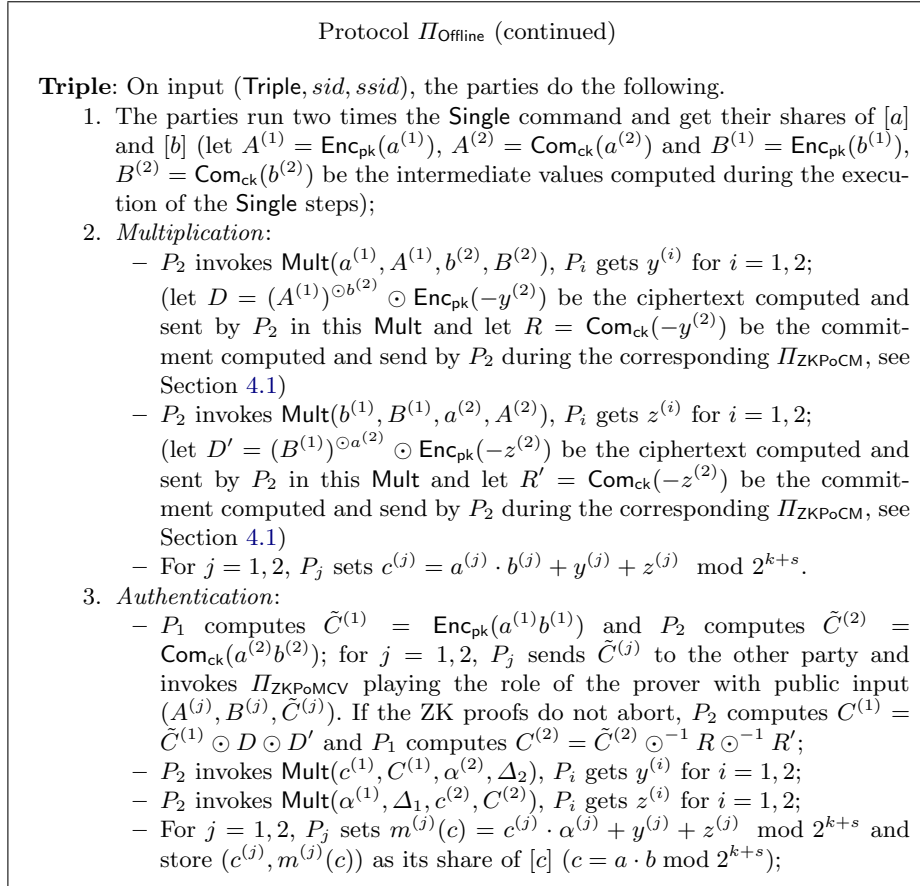 Protocol Π_Offline (continued)
Triple: On input (Triple, sid, ssid), the parties do the following.
1. The parties run two times the Single command and get their shares of [a]
and [b] (let A^(1) = Enc_pk(a^(1)), A^(2) = Com_ck(a^(2)) and B^(1) = Enc_pk(b^(1)),
B^(2) = Com_ck(b^(2)) be the intermediate values computed during the execu-
tion of the Single steps);
2. Multiplication:
– P_2 invokes Mult(a^(1), A^(1), b^(2), B^(2)), P_i gets y^(i) for i = 1, 2;
(let D = (A^(1))^⊙b^(2) ⊙ Enc_pk(−y^(2)) be the ciphertext computed and
sent by P_2 in this Mult and let R = Com_ck(−y^(2)) be the commit-
ment computed and send by P_2 during the corresponding Π_ZKPoCM, see
Section 4.1)
– P_2 invokes Mult(b^(1), B^(1), a^(2), A^(2)), P_i gets z^(i) for i = 1, 2;
(let D′ = (B^(1))^⊙a^(2) ⊙ Enc_pk(−z^(2)) be the ciphertext computed and
sent by P_2 in this Mult and let R′ = Com_ck(−z^(2)) be the commit-
ment computed and send by P_2 during the corresponding Π_ZKPoCM, see
Section 4.1)
– For j = 1, 2, P_j sets c^(j) = a^(j) · b^(j) + y^(j) + z^(j) mod 2^{k+s}.
3. Authentication:
– P_1 computes C̃^(1) = Enc_pk(a^(1)b^(1)) and P_2 computes C̃^(2) =
Com_ck(a^(2)b^(2)); for j = 1, 2, P_j sends C̃^(j) to the other party and
invokes Π_ZKPoMCV playing the role of the prover with public input
(A^(j), B^(j), C̃^(j)). If the ZK proofs do not abort, P_2 computes C^(1) =
C̃^(1) ⊙ D ⊙ D′ and P_1 computes C^(2) = C̃^(2) ⊙^−1 R ⊙^−1 R′;
– P_2 invokes Mult(c^(1), C^(1), α^(2), Δ_2), P_i gets y^(i) for i = 1, 2;
– P_2 invokes Mult(α^(1), Δ_1, c^(2), C^(2)), P_i gets z^(i) for i = 1, 2;
– For j = 1, 2, P_j sets m^(j)(c) = c^(j) · α^(j) + y^(j) + z^(j) mod 2^{k+s} and
store (c^(j), m^(j)(c)) as its share of [c] (c = a · b mod 2^{k+s});